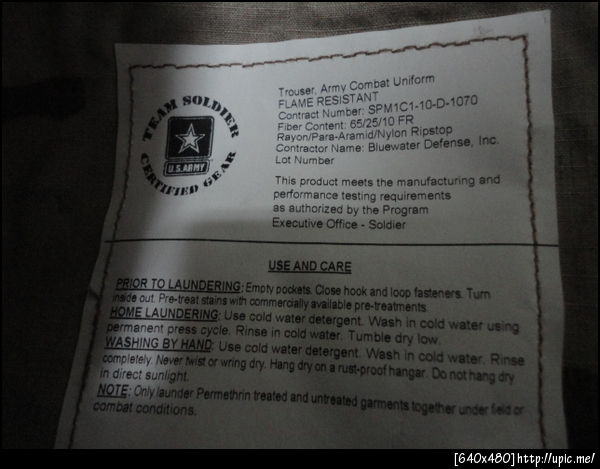 TEAM SOLDIER
U.S.ARMY
CERTIFIED GEAR
Trouser, Army Combat Uniform
FLAME RESISTANT
Contract Number: SPM1C1-10-D-1070
Fiber Content: 65/25/10 FR
Rayon/Para-Aramid/Nylon Ripstop
Contractor Name: Bluewater Defense, Inc.
Lot Number
This product meets the manufacturing and
performance testing requirements
as authorized by the Program
Executive Office - Soldier
USE AND CARE
PRIOR TO LAUNDERING: Empty pockets. Close hook and loop fasteners. Turn
inside out. Pre-treat stains with commercially available pre-treatments.
HOME LAUNDERING: Use cold water detergent. Wash in cold water using
permanent press cycle. Rinse in cold water. Tumble dry low.
WASHING BY HAND: Use cold water detergent. Wash in cold water. Rinse
completely. Never twist or wring dry. Hang dry on a rust-proof hangar. Do not hang dry
in direct sunlight.
NOTE: Only launder Permethrin treated and untreated garments together under field or
combat conditions.
[640x480]http://upic.me/